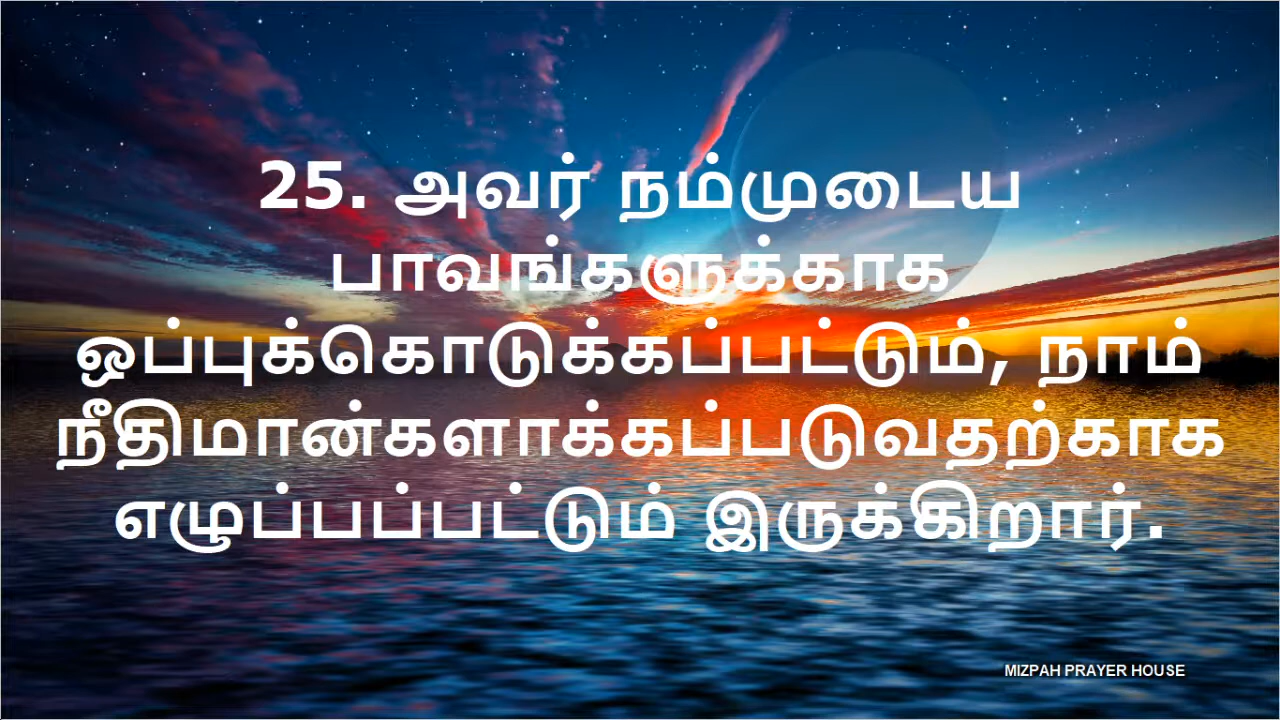 25. அவர் நம்முடைய
பாவங்களுக்காக
ஒப்புக்கொடுக்கப்பட்டும், நாம்
நீதிமான்களாக்கப்படுவதற்காக
எழுப்பப்பட்டும் இருக்கிறார்.
MIZPAH PRAYER HOUSE